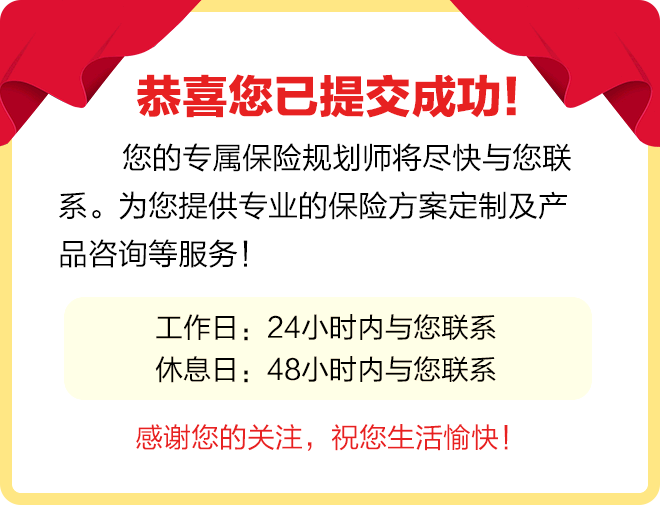 恭喜您已提交成功！
您的专属保险规划师将尽快与您联
系。为您提供专业的保险方案定制及产
品咨询等服务！
工作日：24小时内与您联系
休息日：48小时内与您联系
感谢您的关注，祝您生活愉快！